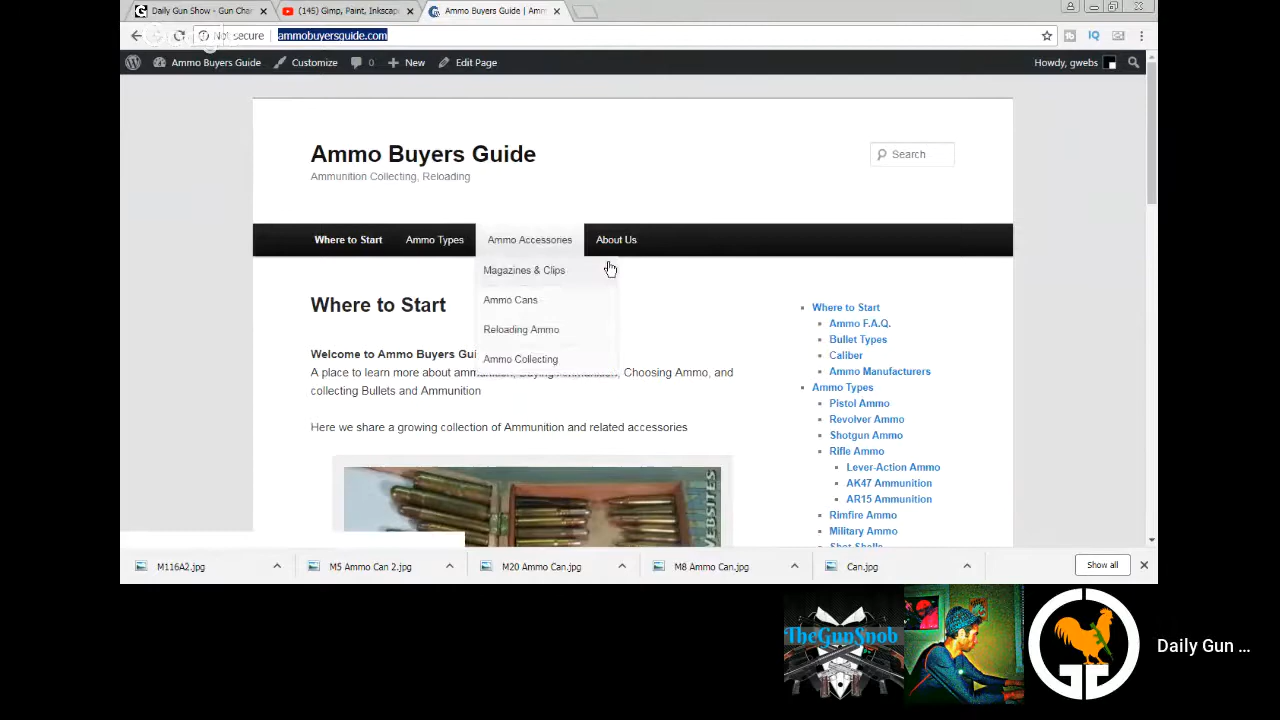 Daily Gun Show - Gun Char
(145) Gimp, Paint, Inkscape
Ammo Buyers Guide | Amm
Not secure
ammobuyersguide.com
IQ
Ammo Buyers Guide
Customize
0
New
Edit Page
Howdy, gwebs
Ammo Buyers Guide
Ammunition Collecting, Reloading
Search
Where to Start
Ammo Types
Ammo Accessories
About Us
Magazines & Clips
Ammo Cans
Reloading Ammo
Ammo Collecting
Where to Start
Welcome to Ammo Buyers Gui
A place to learn more about Choosing Ammo, and
collecting Bullets and Ammunition
Here we share a growing collection of Ammunition and related accessories
WEBSITES
Where to Start
Ammo F.A.Q.
Bullet Types
Caliber
Ammo Manufacturers
Ammo Types
Pistol Ammo
Revolver Ammo
Shotgun Ammo
Rifle Ammo
Lever-Action Ammo
AK47 Ammunition
AR15 Ammunition
Rimfire Ammo
Military Ammo
Shot Shells
M116A2.jpg
M5 Ammo Can 2.jpg
M20 Ammo Can.jpg
M8 Ammo Can.jpg
Can.jpg
Show all
TheGunSnob
Daily Gun ...